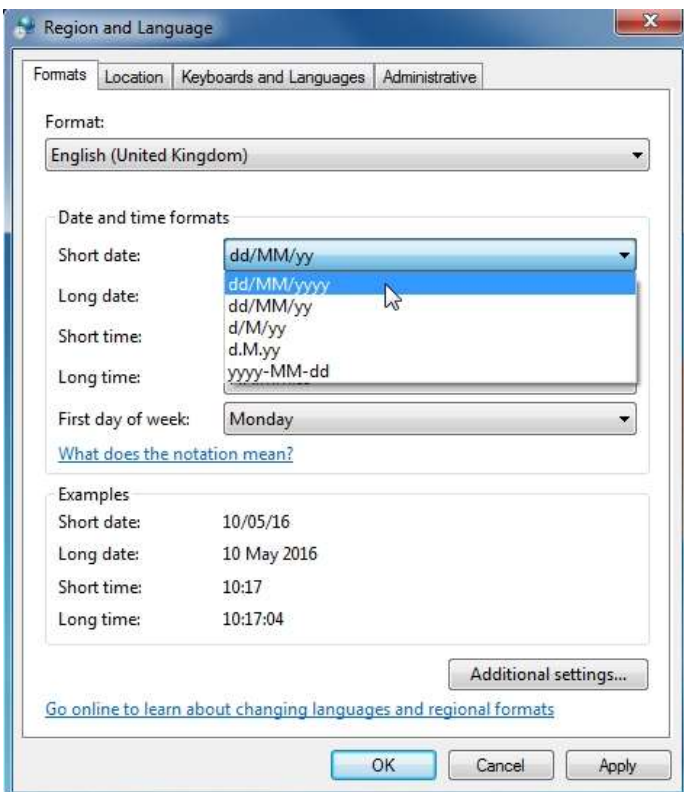 Region and Language
Formats Location Keyboards and Languages Administrative
Format:
English (United Kingdom)
Date and time formats
Short date: dd/MM/yy
dd/MM/yyyy
Long date:
dd/MM/yy
d/M/yy
Short time:
d.M.yy
yyyy-MM-dd
Long time:
First day of week: Monday
What does the notation mean?
Examples
Short date: 10/05/16
Long date: 10 May 2016
Short time: 10:17
Long time: 10:17:04
Additional settings...
Go online to learn about changing languages and regional formats
OK Cancel Apply